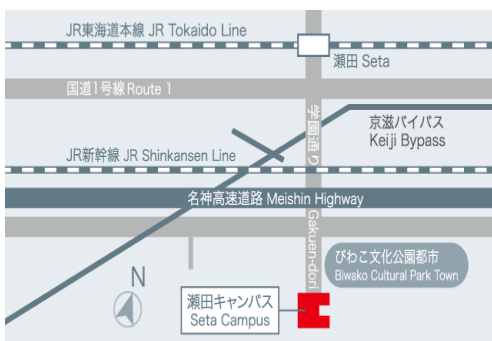 JR東海道本線 JR Tokaido Line
瀬田 Seta
国道1号線 Route 1
学園通り
京滋バイパス
Keiji Bypass
JR新幹線 JR Shinkansen Line
名神高速道路 Meishin Highway
Gakuen-dori
びわこ文化公園都市
Biwako Cultural Park Town
N
瀬田キャンパス
Seta Campus